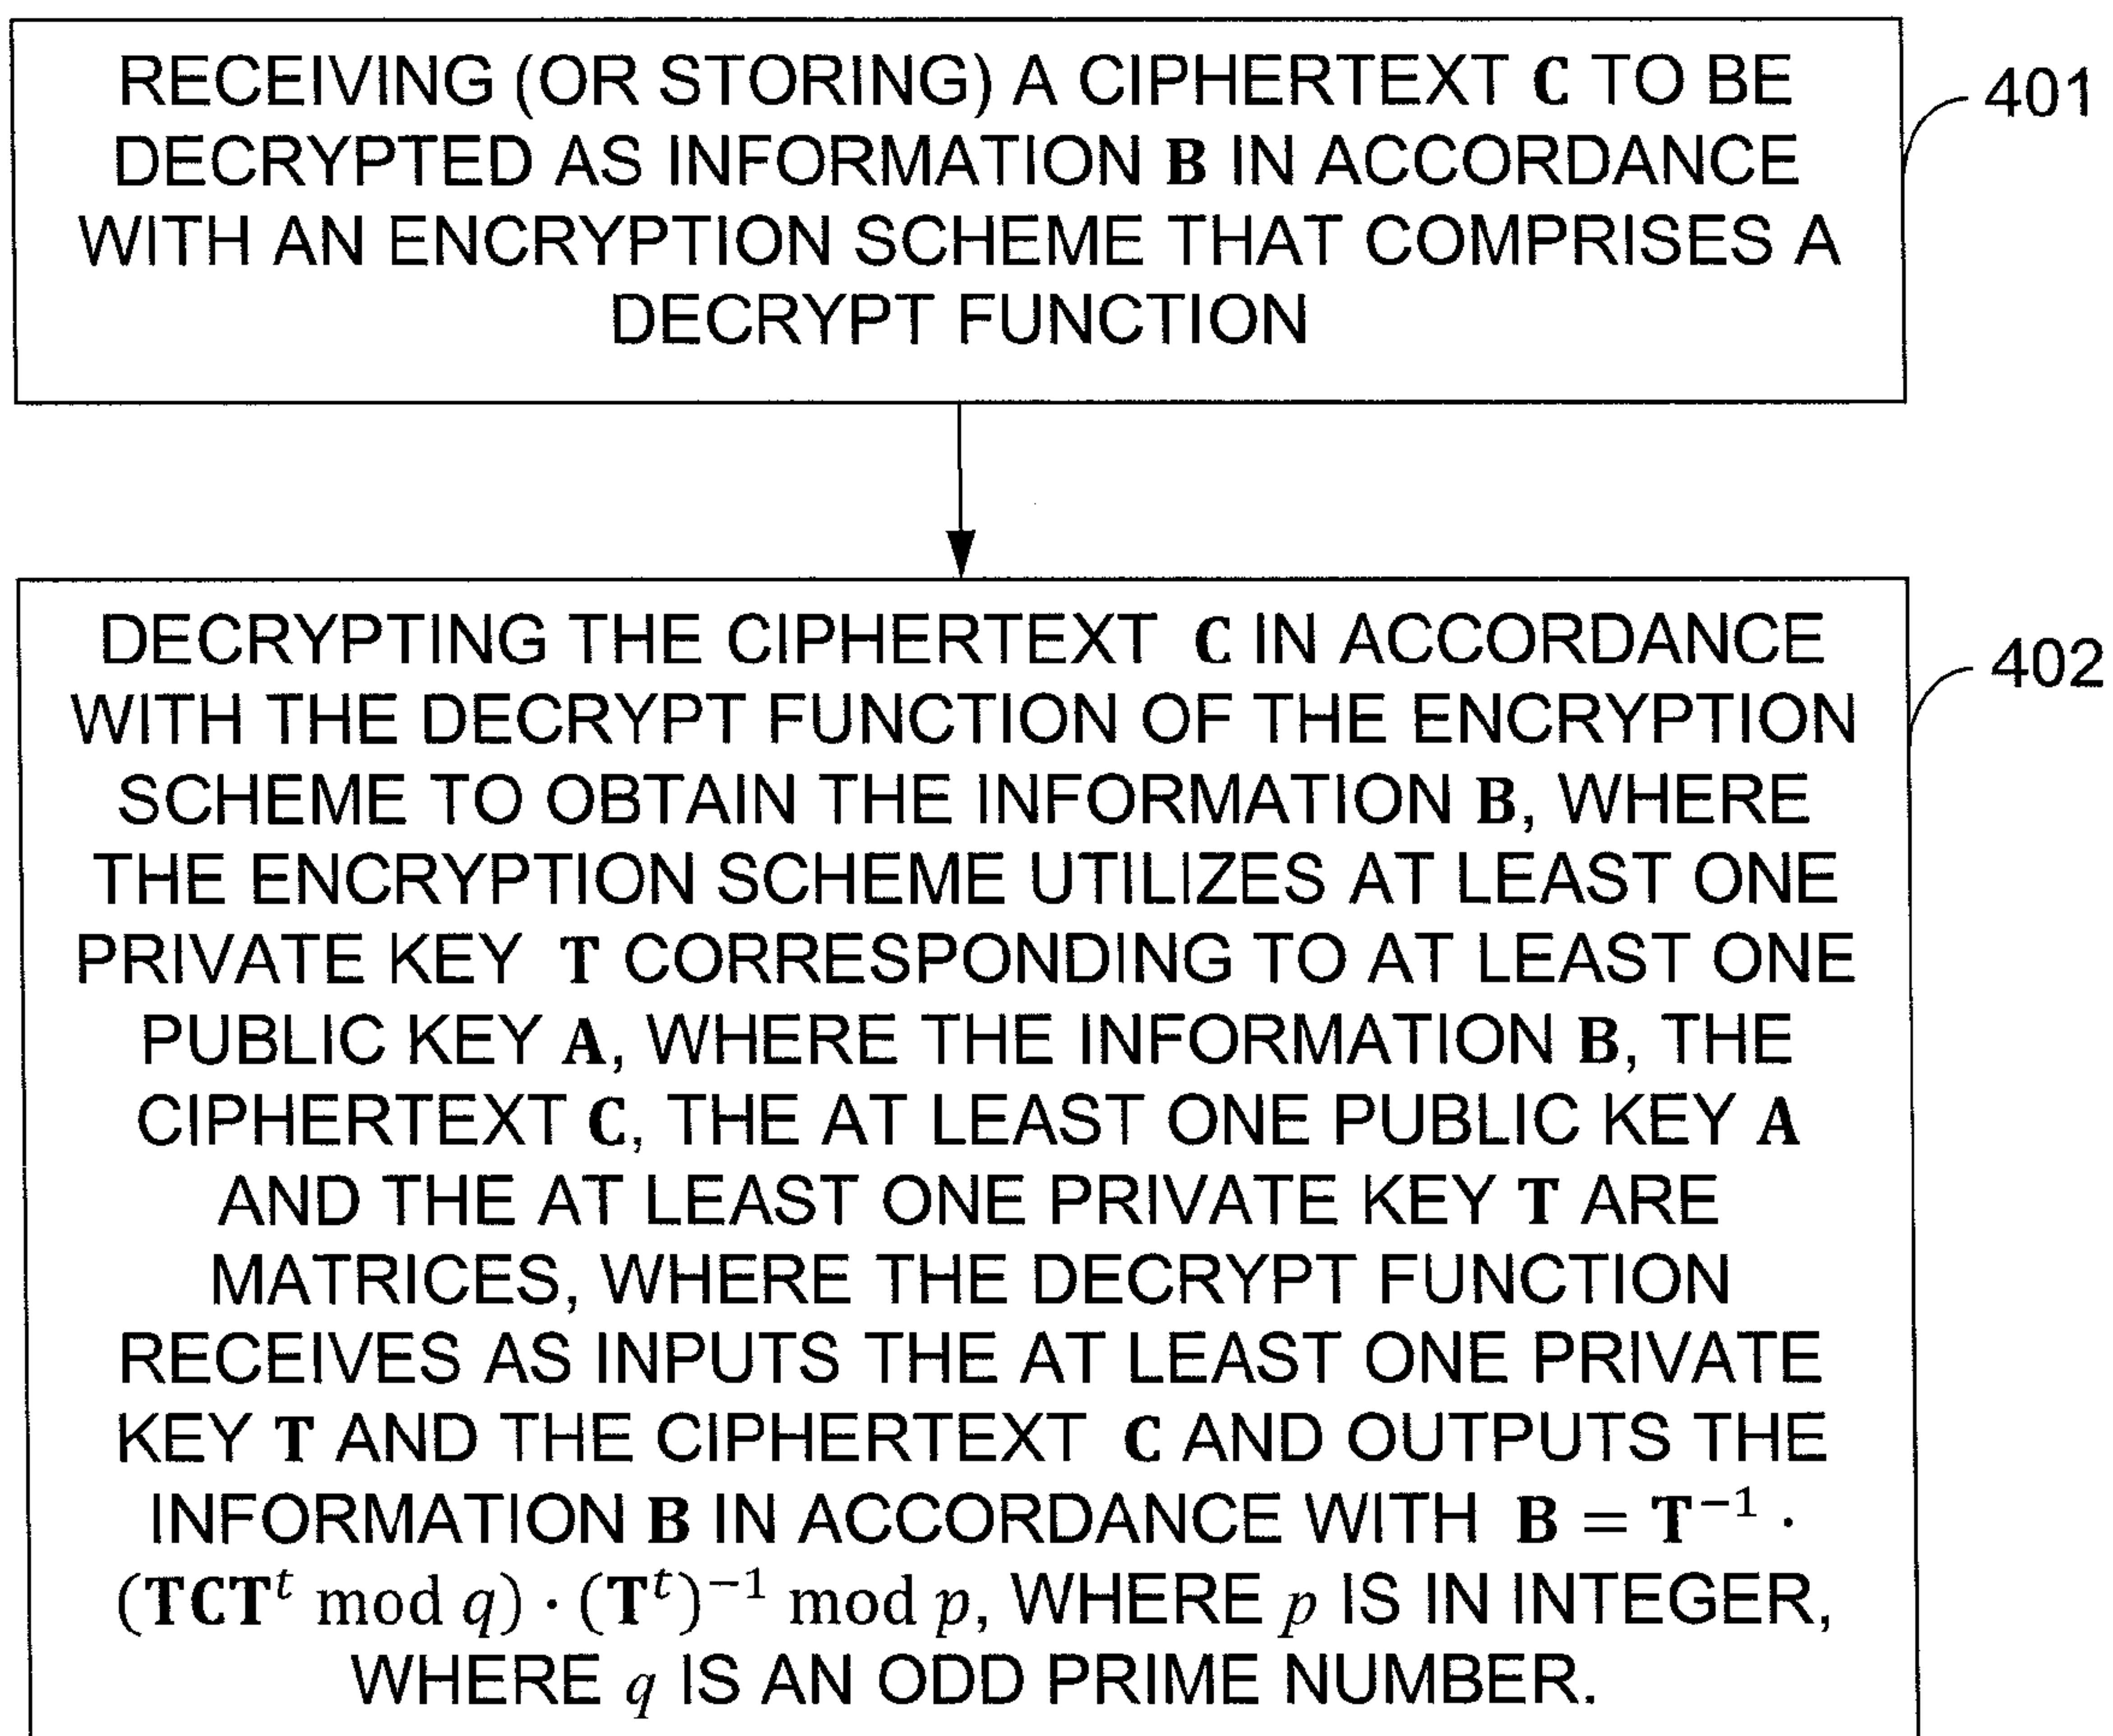 RECEIVING (OR STORING) A CIPHERTEXT C TO BE
DECRYPTED AS INFORMATION B IN ACCORDANCE
WITH AN ENCRYPTION SCHEME THAT COMPRISES A
DECRYPT FUNCTION
401
DECRYPTING THE CIPHERTEXT C IN ACCORDANCE
WITH THE DECRYPT FUNCTION OF THE ENCRYPTION
SCHEME TO OBTAIN THE INFORMATION B, WHERE
THE ENCRYPTION SCHEME UTILIZES AT LEAST ONE
PRIVATE KEY T CORRESPONDING TO AT LEAST ONE
PUBLIC KEY A, WHERE THE INFORMATION B, THE
CIPHERTEXT C, THE AT LEAST ONE PUBLIC KEY A
AND THE AT LEAST ONE PRIVATE KEY T ARE
MATRICES, WHERE THE DECRYPT FUNCTION
RECEIVES AS INPUTS THE AT LEAST ONE PRIVATE
KEY T AND THE CIPHERTEXT C AND OUTPUTS THE
INFORMATION B IN ACCORDANCE WITH B = T⁻¹ ·
(TCTᵗ mod q) · (Tᵗ)⁻¹ mod p, WHERE p IS IN INTEGER,
WHERE q IS AN ODD PRIME NUMBER.
402